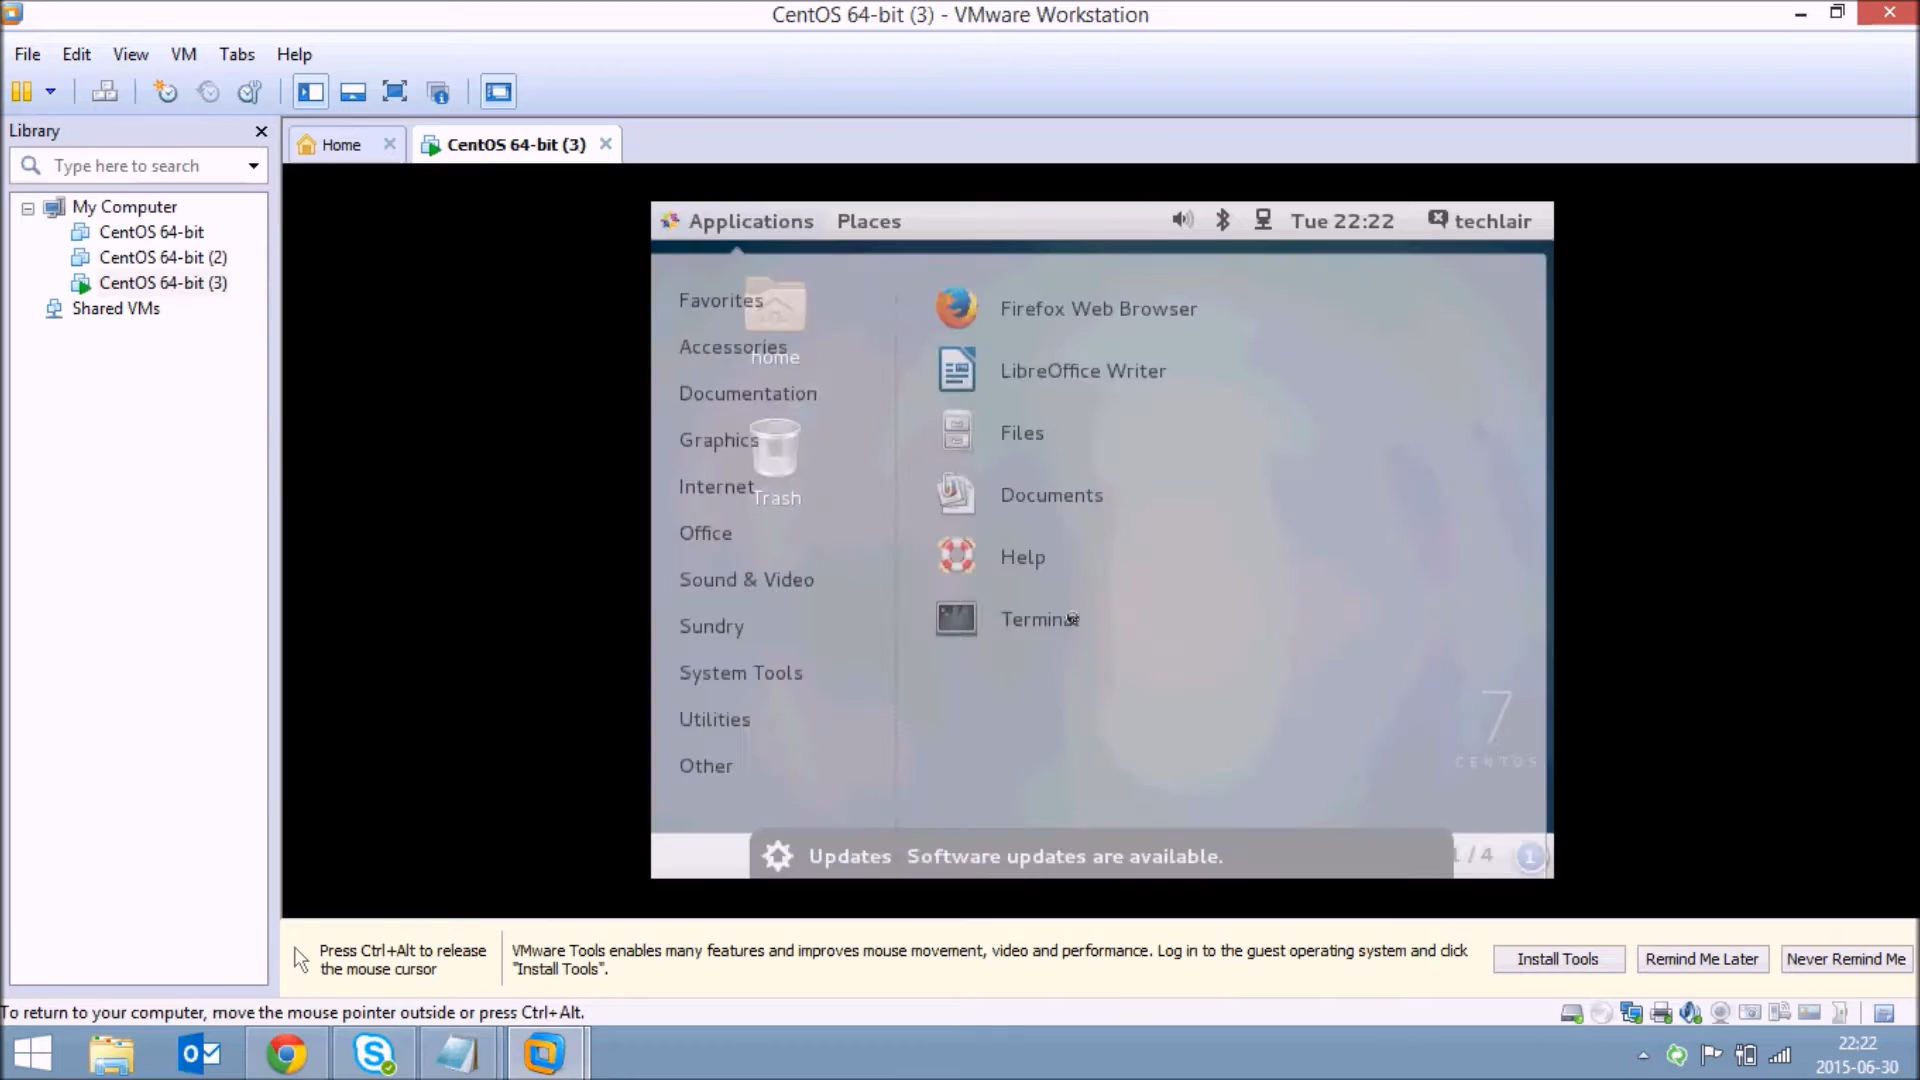 CentOS 64-bit (3) - VMware Workstation
File Edit View VM Tabs Help
Library
Type here to search
My Computer
CentOS 64-bit
CentOS 64-bit (2)
CentOS 64-bit (3)
Shared VMs
Home
CentOS 64-bit (3)
Applications Places Tue 22:22 techlair
Favorites
Accessories
Documentation
Graphics
Internet
Office
Sound & Video
Sundry
System Tools
Utilities
Other
home
Trash
Firefox Web Browser
LibreOffice Writer
Files
Documents
Help
Terminal
7
CENTOS
Updates Software updates are available.
1 / 4
1
Press Ctrl+Alt to release
the mouse cursor
VMware Tools enables many features and improves mouse movement, video and performance. Log in to the guest operating system and click
"Install Tools".
Install Tools
Remind Me Later
Never Remind Me
To return to your computer, move the mouse pointer outside or press Ctrl+Alt.
22:22
2015-06-30